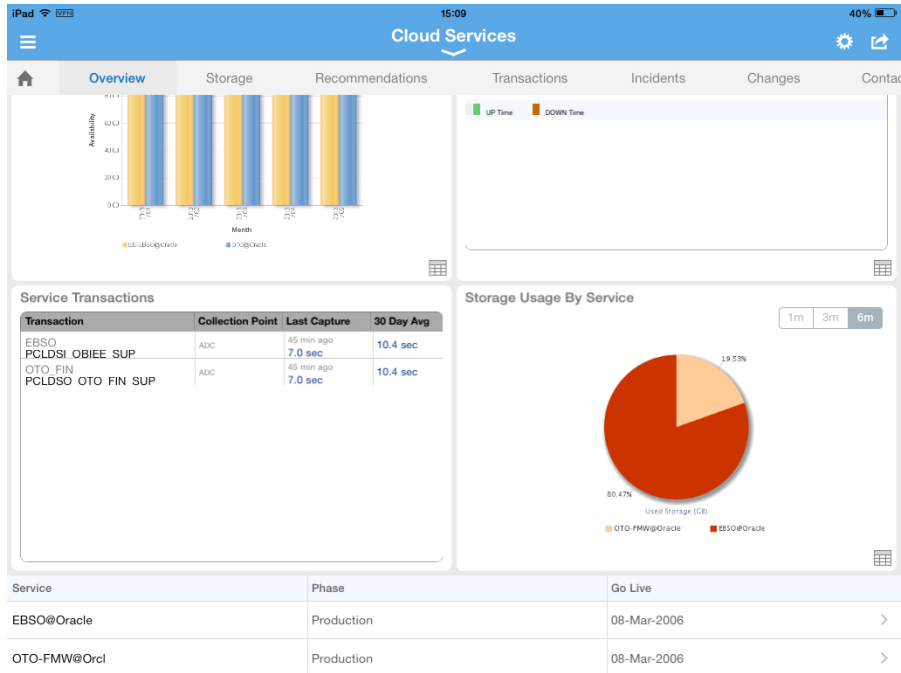 iPad VPN 15:09 40%
Cloud Services
Overview Storage Recommendations Transactions Incidents Changes Contac
Availability
Month
UP Time DOWN Time
Service Transactions
Transaction Collection Point Last Capture 30 Day Avg
EBSO ADC 45 min ago 10.4 sec
PCLDSI_OBIEE_SUP 7.0 sec
OTO_FIN ADC 45 min ago 10.4 sec
PCLDSO_OTO_FIN_SUP 7.0 sec
Storage Usage By Service
1m 3m 6m
19.53%
80.47%
Used Storage (GB)
OTO-FMW@Oracle EBSO@Oracle
Service Phase Go Live
EBSO@Oracle Production 08-Mar-2006
OTO-FMW@Orcl Production 08-Mar-2006